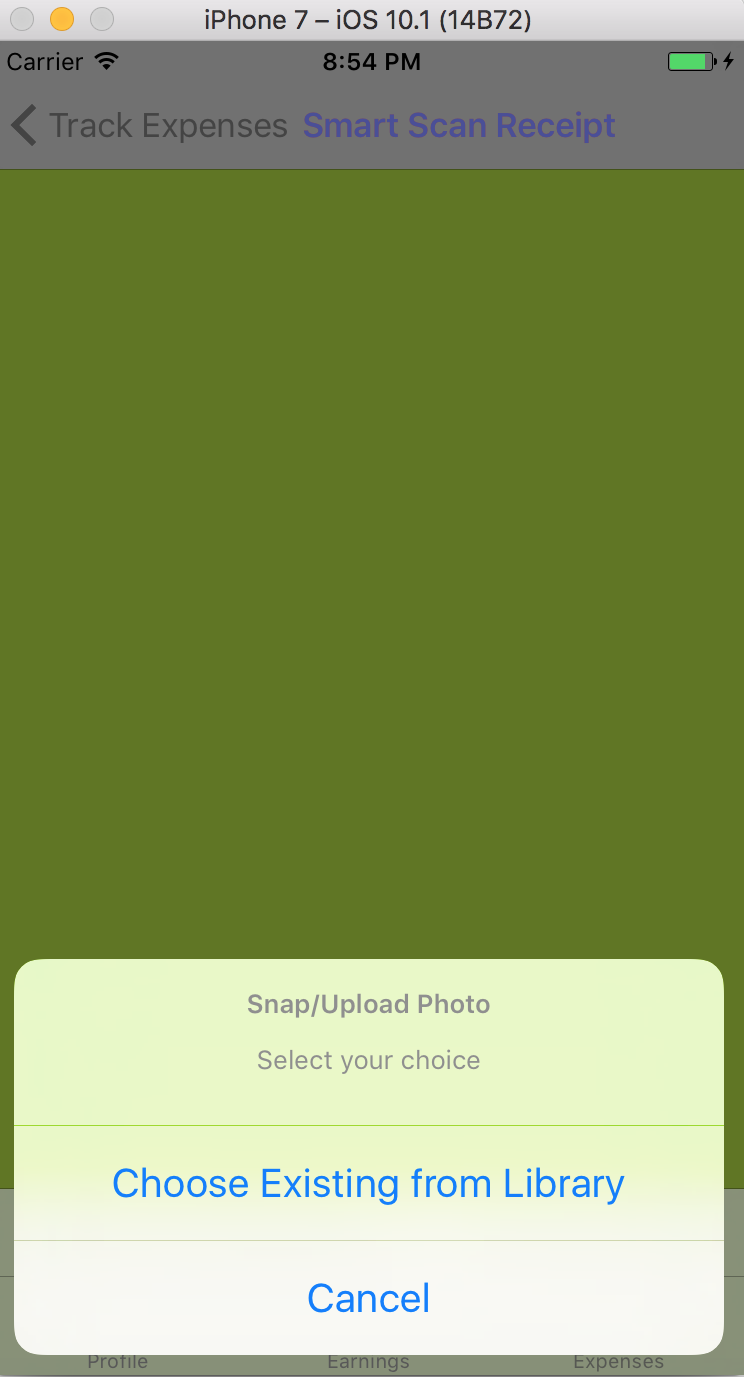 iPhone 7 – iOS 10.1 (14B72)
Carrier 8:54 PM
Track Expenses Smart Scan Receipt
Snap/Upload Photo
Select your choice
Choose Existing from Library
Cancel
Profile Earnings Expenses